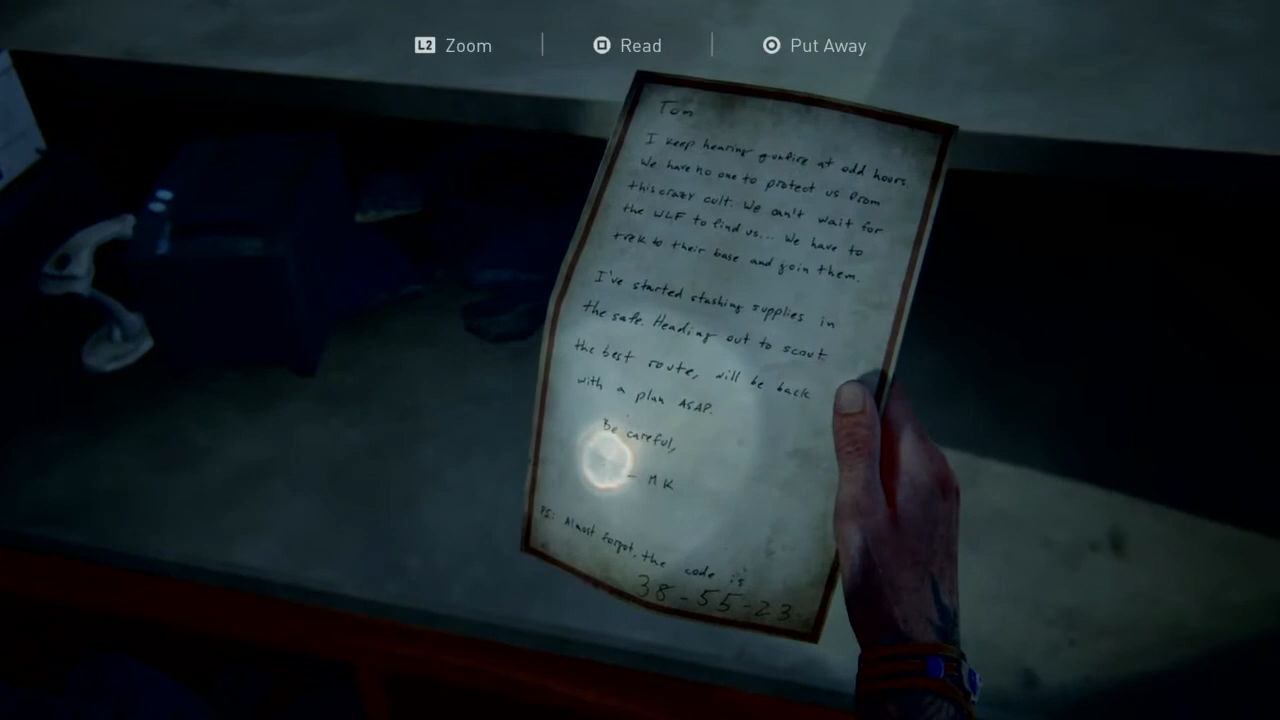 L2 Zoom | Read | Put Away
Tom
I keep hearing gunfire at odd hours.
We have no one to protect us from
this crazy cult. We can't wait for
the WLF to find us... We have to
trek to their base and join them.
I've started stashing supplies in
the safe. Heading out to scout
the best route, will be back
with a plan ASAP.
Be careful,
- MK
PS: Almost forgot, the code is
38-55-23